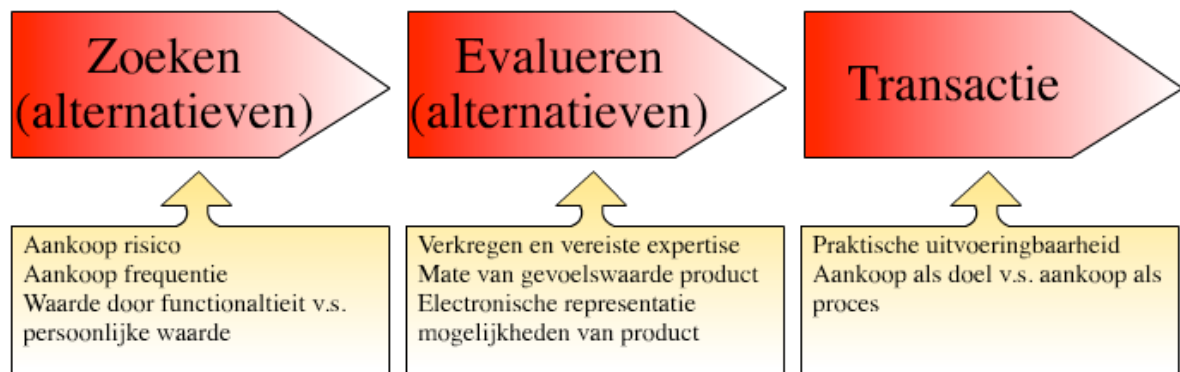 Zoeken
(alternatieven)
Evalueren
(alternatieven)
Transactie
Aankoop risico
Aankoop frequentie
Waarde door functionaltieit v.s.
persoonlijke waarde
Verkregen en vereiste expertise
Mate van gevoelswaarde product
Electronische representatie
mogelijkheden van product
Praktische uitvoeringbaarheid
Aankoop als doel v.s. aankoop als
proces